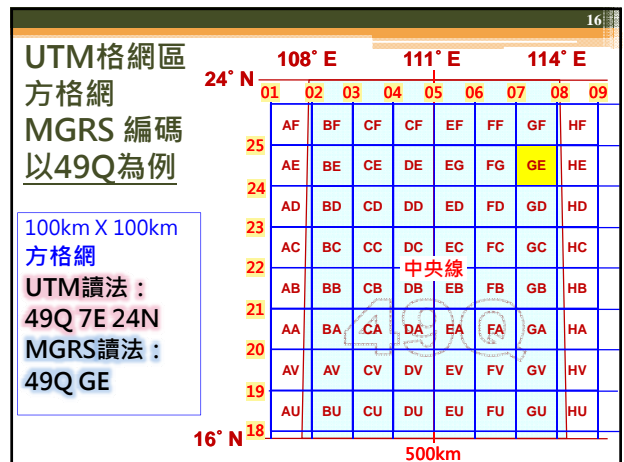 16
UTM格網區
方格網
MGRS 編碼
以49Q為例
100km X 100km
方格網
UTM讀法：
49Q 7E 24N
MGRS讀法：
49Q GE
108° E 111° E 114° E
24° N
01 02 03 04 05 06 07 08 09
AF BF CF CF EF FF GF HF
25
AE BE CE DE EG FG GE HE
24
AD BD CD DD ED FD GD HD
23
AC BC CC DC EC FC GC HC
22
中央線
AB BB CB DB EB FB GB HB
21
49Q
AA BA CA DA EA FA GA HA
20
AV AV CV DV EV FV GV HV
19
AU BU CU DU EU FU GU HU
16° N 18
500km